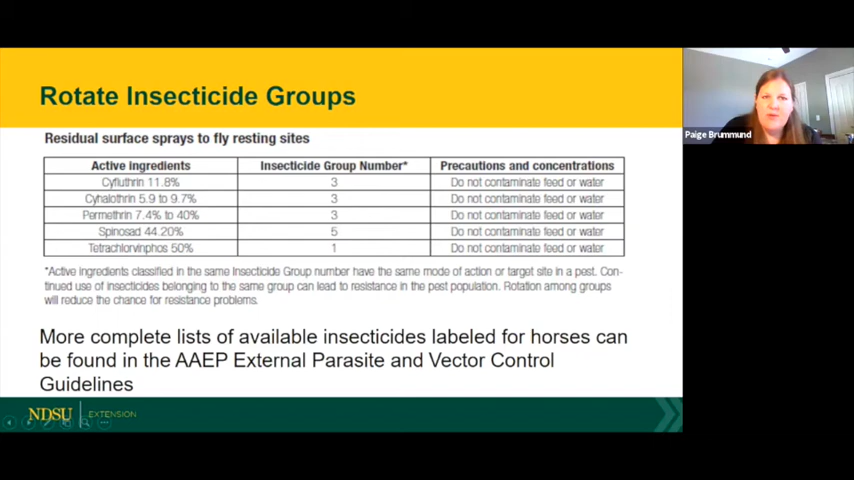 Rotate Insecticide Groups
Paige Brummund
Residual surface sprays to fly resting sites
Active ingredients Insecticide Group Number* Precautions and concentrations
Cyfluthrin 11.8% 3 Do not contaminate feed or water
Cyhalothrin 5.9 to 9.7% 3 Do not contaminate feed or water
Permethrin 7.4% to 40% 3 Do not contaminate feed or water
Spinosad 44.20% 5 Do not contaminate feed or water
Tetrachlorvinphos 50% 1 Do not contaminate feed or water
*Active ingredients classified in the same Insecticide Group number have the same mode of action or target site in a pest. Con-
tinued use of insecticides belonging to the same group can lead to resistance in the pest population. Rotation among groups
will reduce the chance for resistance problems.
More complete lists of available insecticides labeled for horses can
be found in the AAEP External Parasite and Vector Control
Guidelines
NDSU EXTENSION